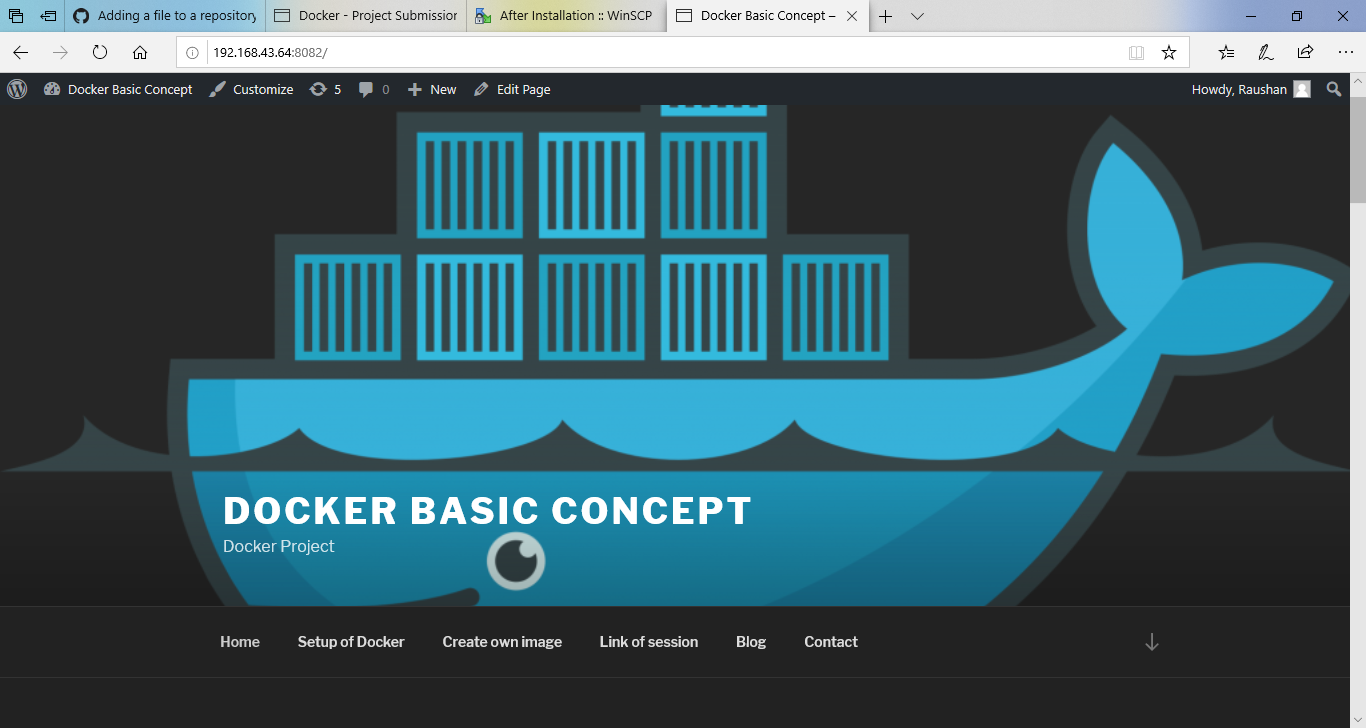 Adding a file to a repository
Docker - Project Submission
After Installation :: WinSCP
Docker Basic Concept –
192.168.43.64:8082/
Docker Basic Concept Customize 5 0 New Edit Page Howdy, Raushan
DOCKER BASIC CONCEPT
Docker Project
Home Setup of Docker Create own image Link of session Blog Contact